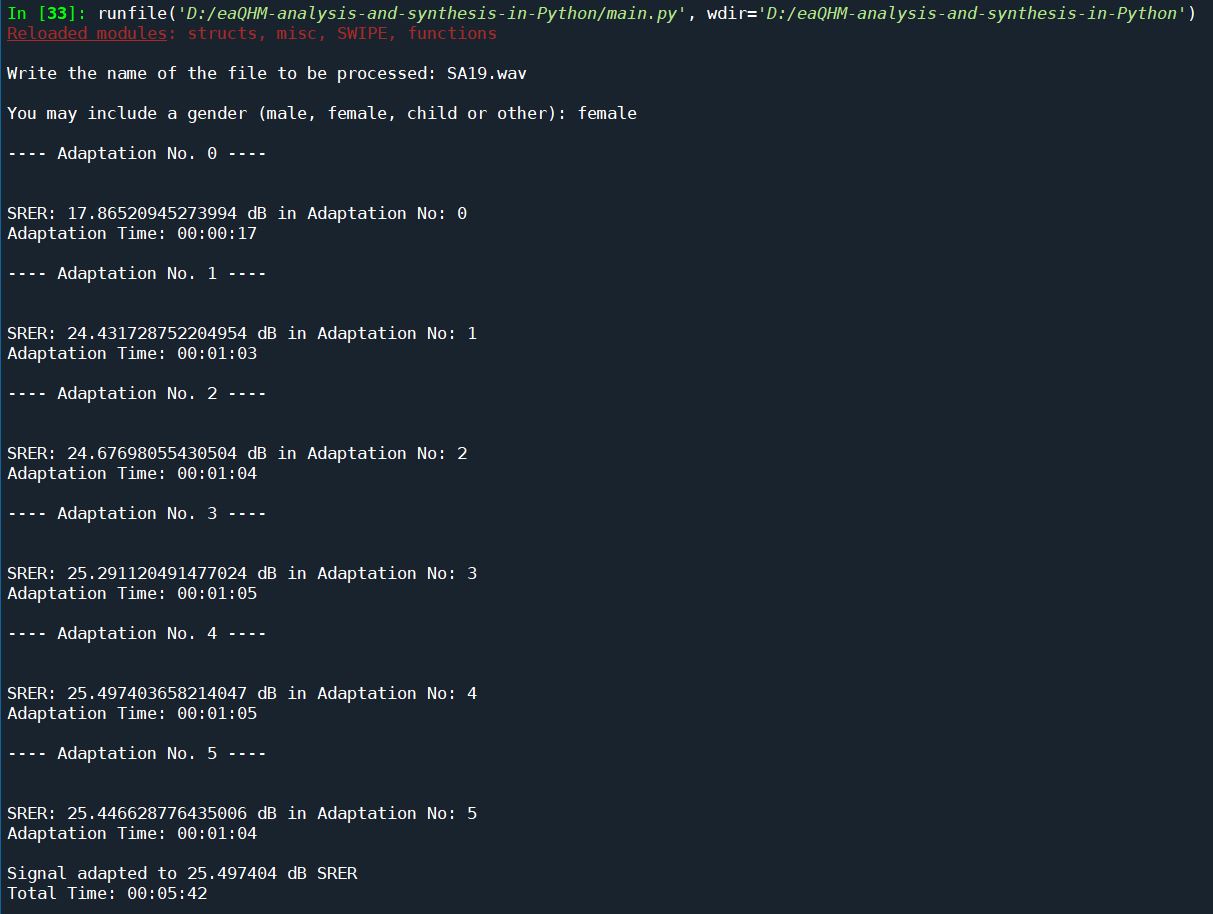 In [33]: runfile('D:/eaQHM-analysis-and-synthesis-in-Python/main.py', wdir='D:/eaQHM-analysis-and-synthesis-in-Python')
Reloaded modules: structs, misc, SWIPE, functions
Write the name of the file to be processed: SA19.wav
You may include a gender (male, female, child or other): female
---- Adaptation No. 0 ----
SRER: 17.86520945273994 dB in Adaptation No: 0
Adaptation Time: 00:00:17
---- Adaptation No. 1 ----
SRER: 24.431728752204954 dB in Adaptation No: 1
Adaptation Time: 00:01:03
---- Adaptation No. 2 ----
SRER: 24.67698055430504 dB in Adaptation No: 2
Adaptation Time: 00:01:04
---- Adaptation No. 3 ----
SRER: 25.291120491477024 dB in Adaptation No: 3
Adaptation Time: 00:01:05
---- Adaptation No. 4 ----
SRER: 25.497403658214047 dB in Adaptation No: 4
Adaptation Time: 00:01:05
---- Adaptation No. 5 ----
SRER: 25.446628776435006 dB in Adaptation No: 5
Adaptation Time: 00:01:04
Signal adapted to 25.497404 dB SRER
Total Time: 00:05:42